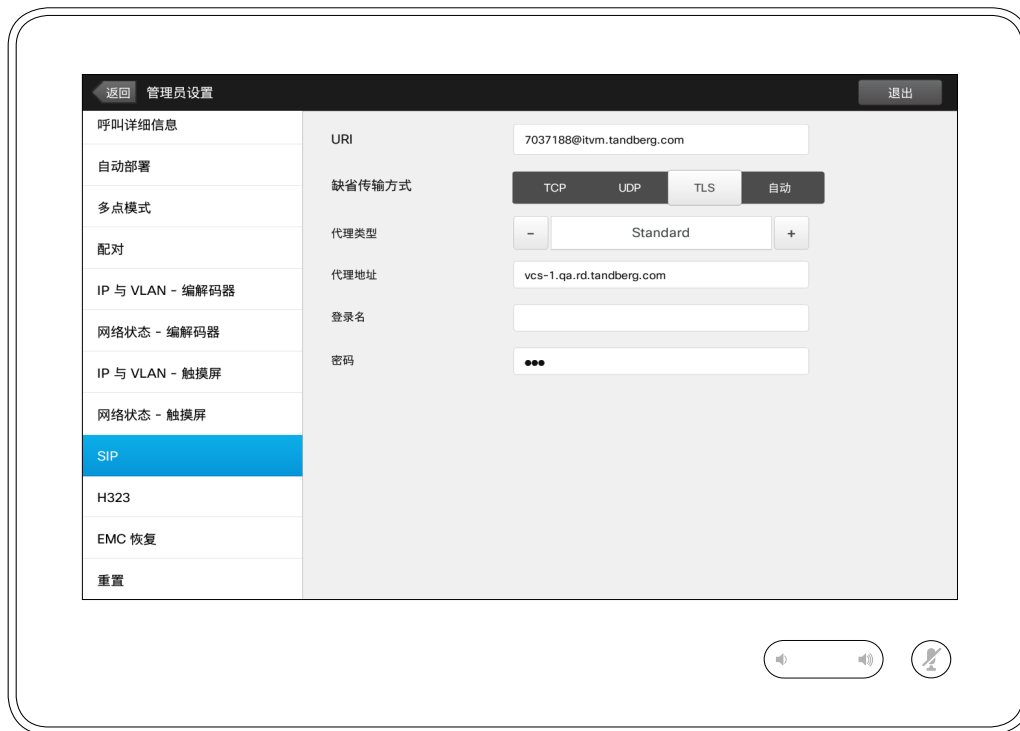 返回 管理员设置 退出
呼叫详细信息
自动部署
多点模式
配对
IP 与 VLAN - 编解码器
网络状态 - 编解码器
IP 与 VLAN - 触摸屏
网络状态 - 触摸屏
SIP
H323
EMC 恢复
重置
URI 7037188@itvm.tandberg.com
缺省传输方式 TCP UDP TLS 自动
代理类型 - Standard +
代理地址 vcs-1.qa.rd.tandberg.com
登录名
密码 •••